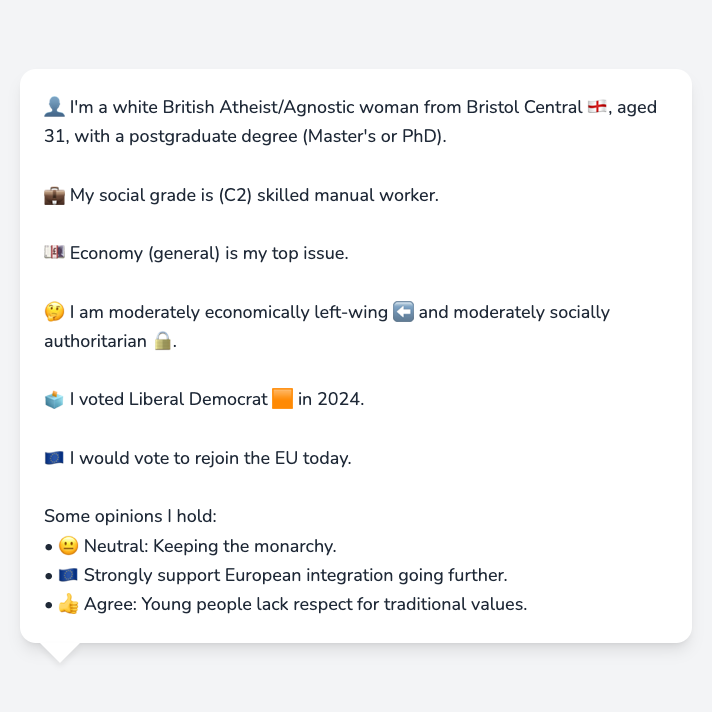 👤 I'm a white British Atheist/Agnostic woman from Bristol Central 🏴󠁧󠁢󠁥󠁮󠁧󠁿, aged
31, with a postgraduate degree (Master's or PhD).
💼 My social grade is (C2) skilled manual worker.
💷 Economy (general) is my top issue.
🤔 I am moderately economically left-wing ⬅️ and moderately socially
authoritarian 🔒.
🗳️ I voted Liberal Democrat 🟧 in 2024.
🇪🇺 I would vote to rejoin the EU today.
Some opinions I hold:
• 😐 Neutral: Keeping the monarchy.
• 🇪🇺 Strongly support European integration going further.
• 👍 Agree: Young people lack respect for traditional values.